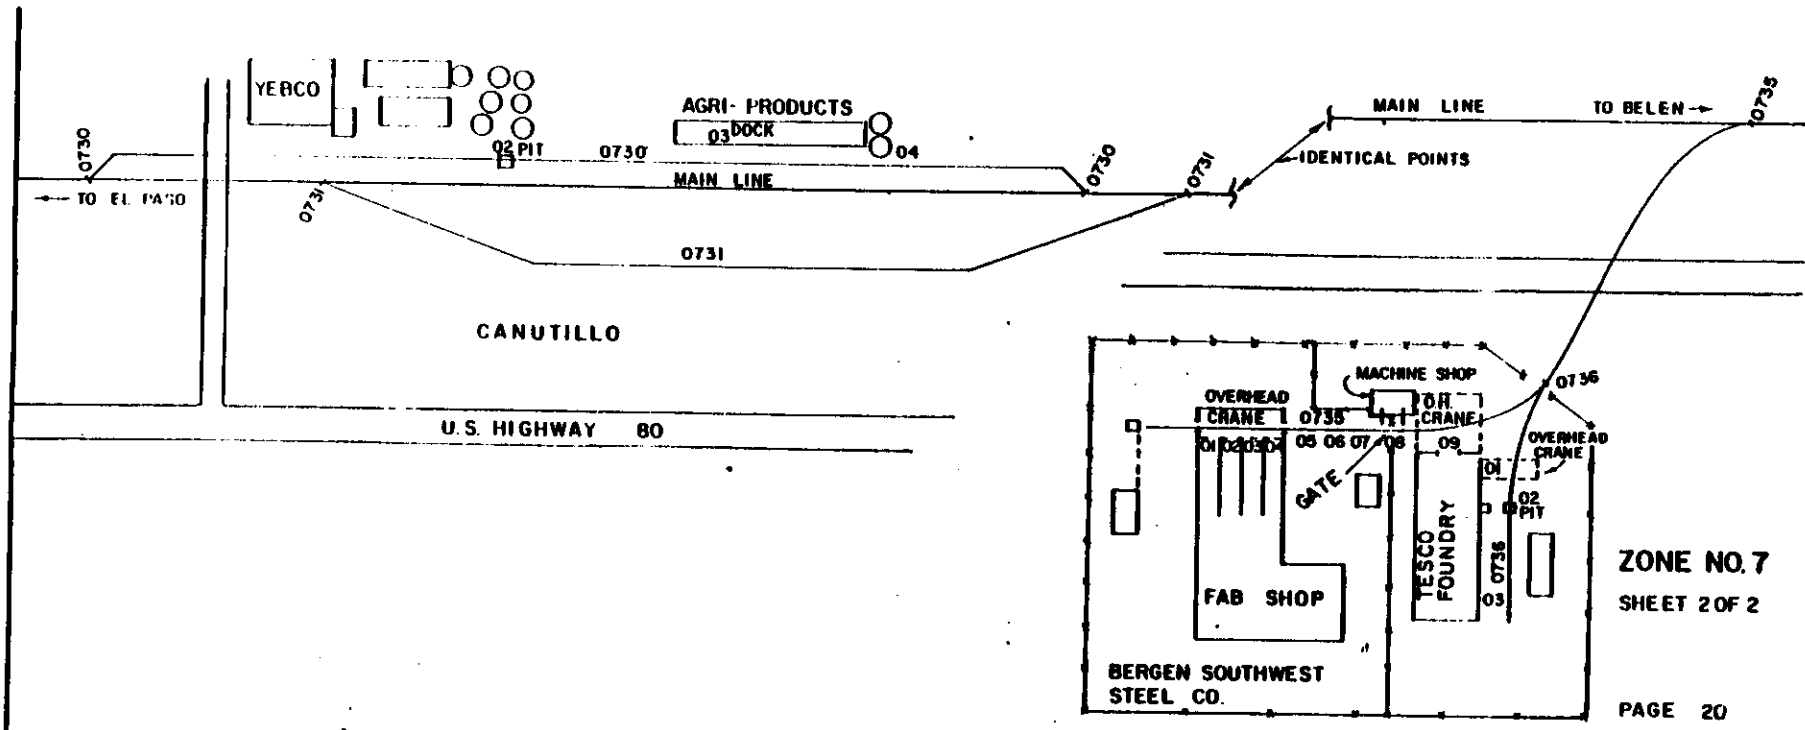 YERCO
AGRI- PRODUCTS
03 DOCK
04
02 PIT
0730
0730
0730
0731
MAIN LINE
← TO EL PASO
0731
0731
MAIN LINE
TO BELEN →
0735
IDENTICAL POINTS
CANUTILLO
U.S. HIGHWAY 80
MACHINE SHOP
0736
OVERHEAD
CRANE
0735
O.H.
CRANE
01 02 03 04
05 06 07 08
09
OVERHEAD
CRANE
GATE
01
02
PIT
TESCO
FOUNDRY
0736
03
FAB SHOP
BERGEN SOUTHWEST
STEEL CO.
ZONE NO. 7
SHEET 2 OF 2
PAGE 20